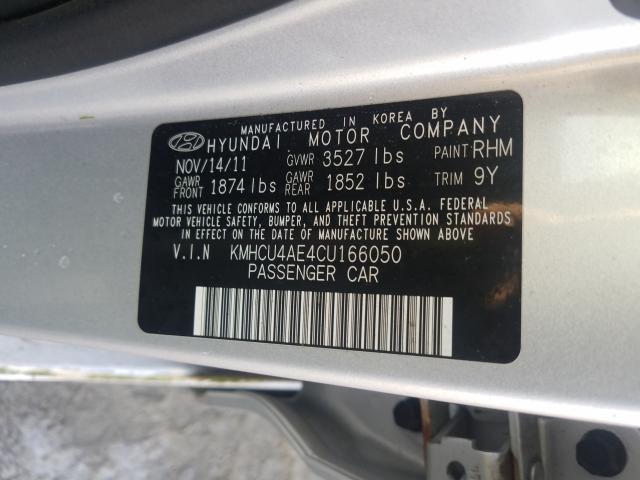 MANUFACTURED IN KOREA BY
HYUNDAI MOTOR COMPANY
NOV/14/11 GVWR 3527 lbs PAINT: RHM
GAWR FRONT 1874 lbs GAWR REAR 1852 lbs TRIM 9Y
THIS VEHICLE CONFORMS TO ALL APPLICABLE U.S.A. FEDERAL
MOTOR VEHICLE SAFETY, BUMPER, AND THEFT PREVENTION STANDARDS
IN EFFECT ON THE DATE OF MANUFACTURE SHOWN ABOVE.
V.I.N KMHCU4AE4CU166050
PASSENGER CAR